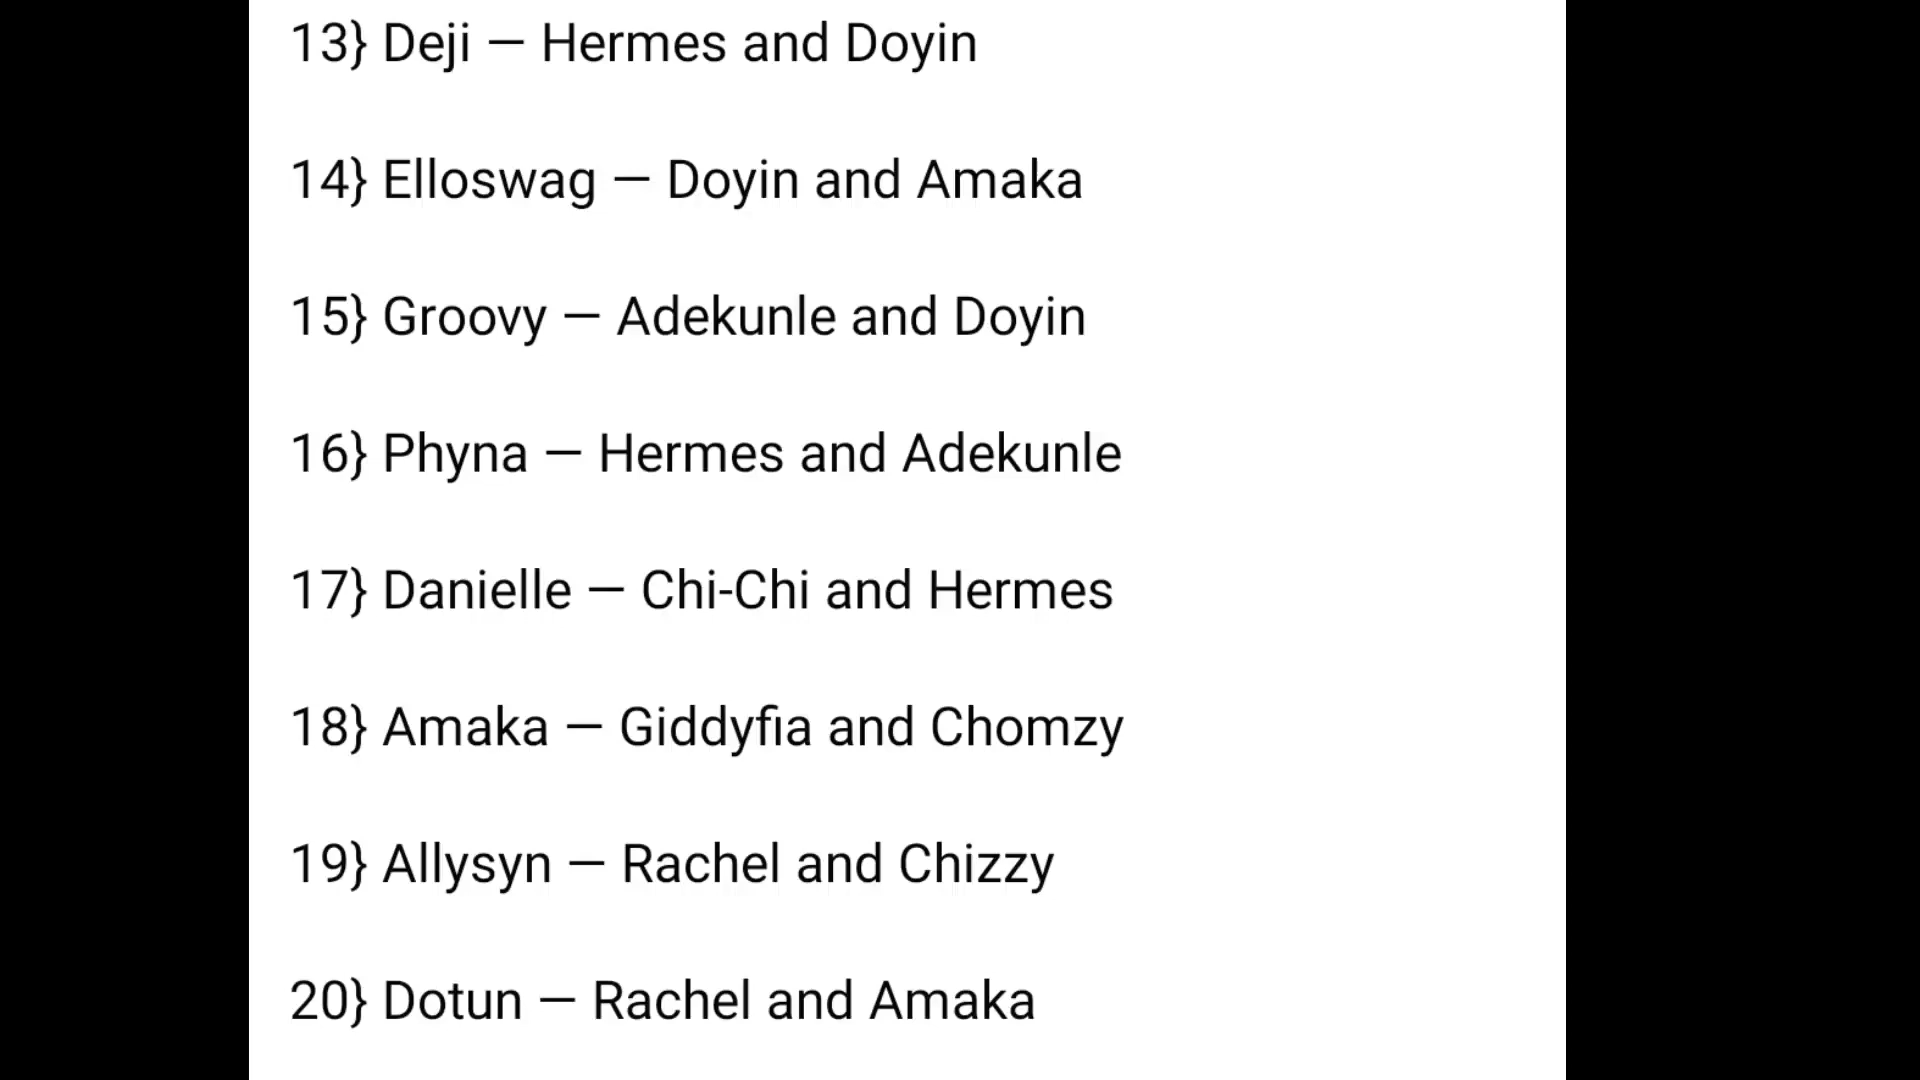 13} Deji — Hermes and Doyin
14} Elloswag — Doyin and Amaka
15} Groovy — Adekunle and Doyin
16} Phyna — Hermes and Adekunle
17} Danielle — Chi-Chi and Hermes
18} Amaka — Giddyfia and Chomzy
19} Allysyn — Rachel and Chizzy
20} Dotun — Rachel and Amaka